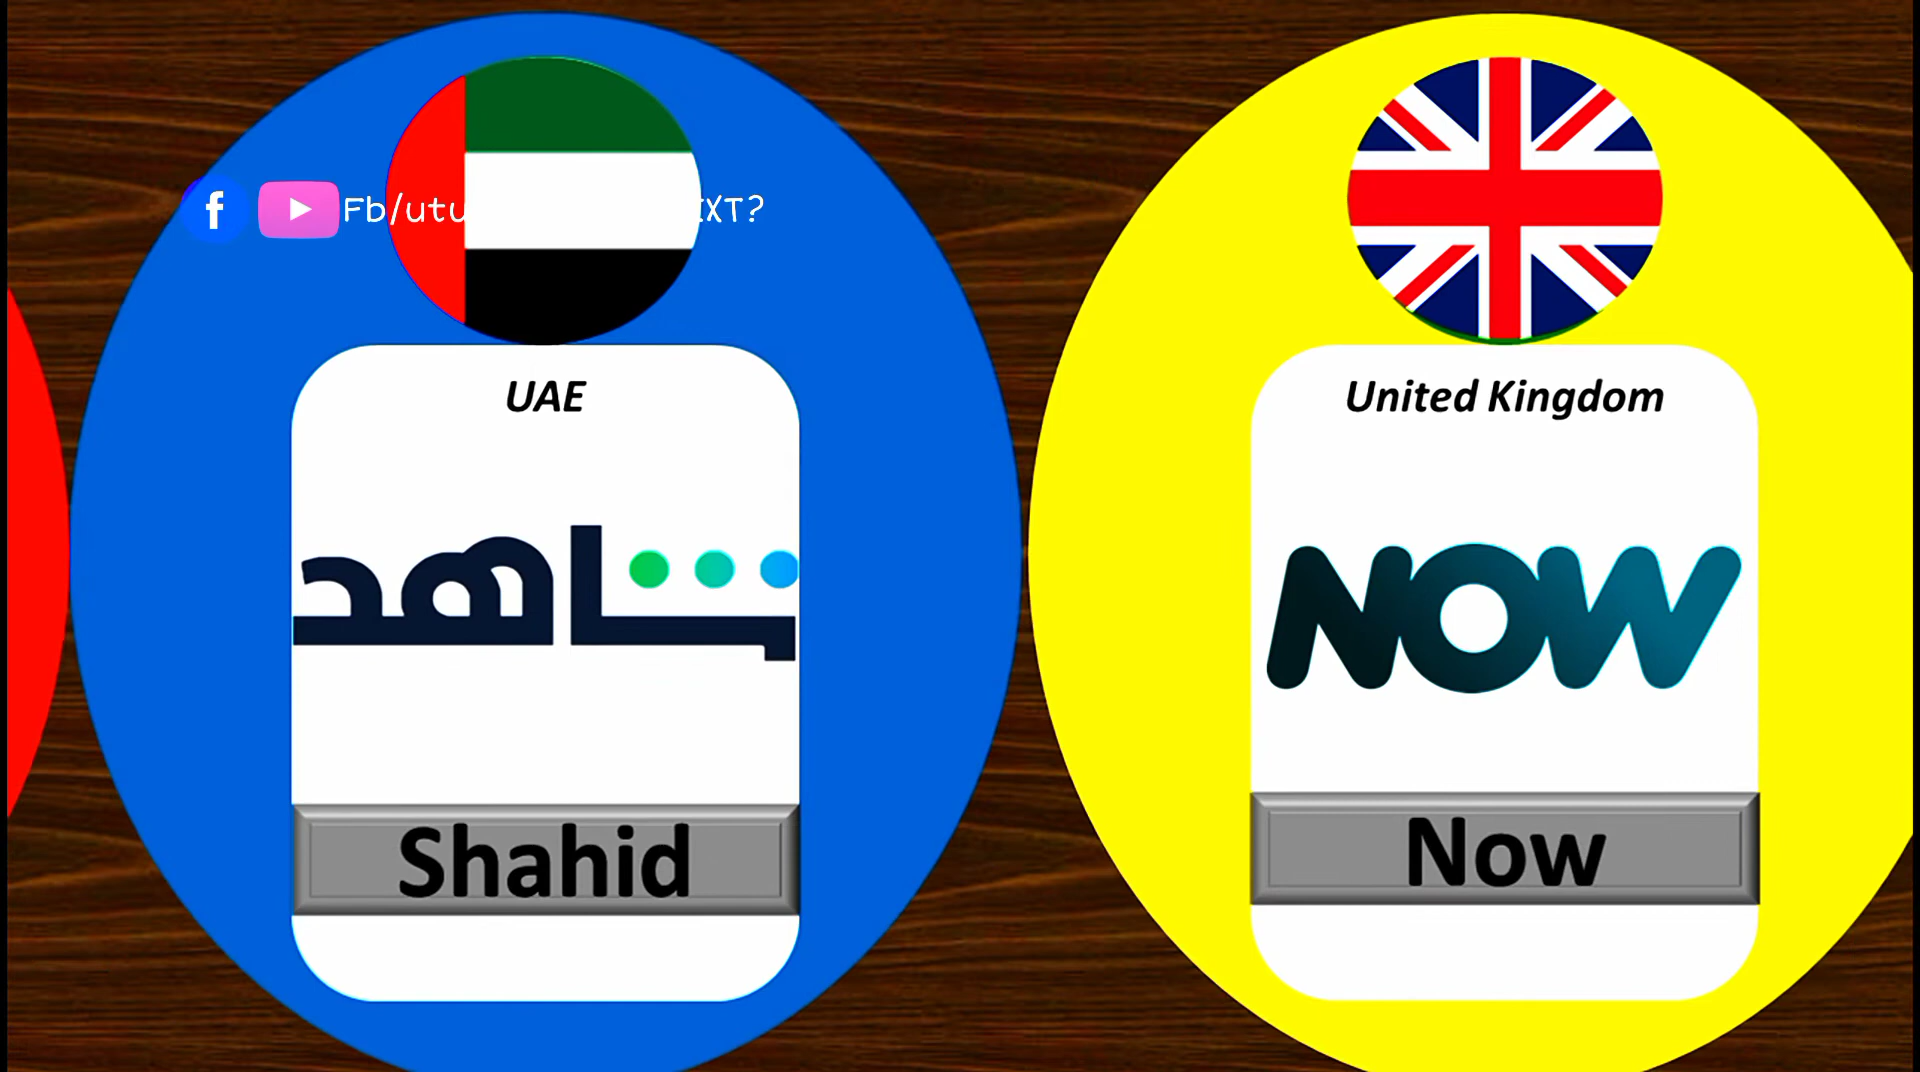 Fb/utu XT?
UAE
شاهد
Shahid
United Kingdom
NOW
Now